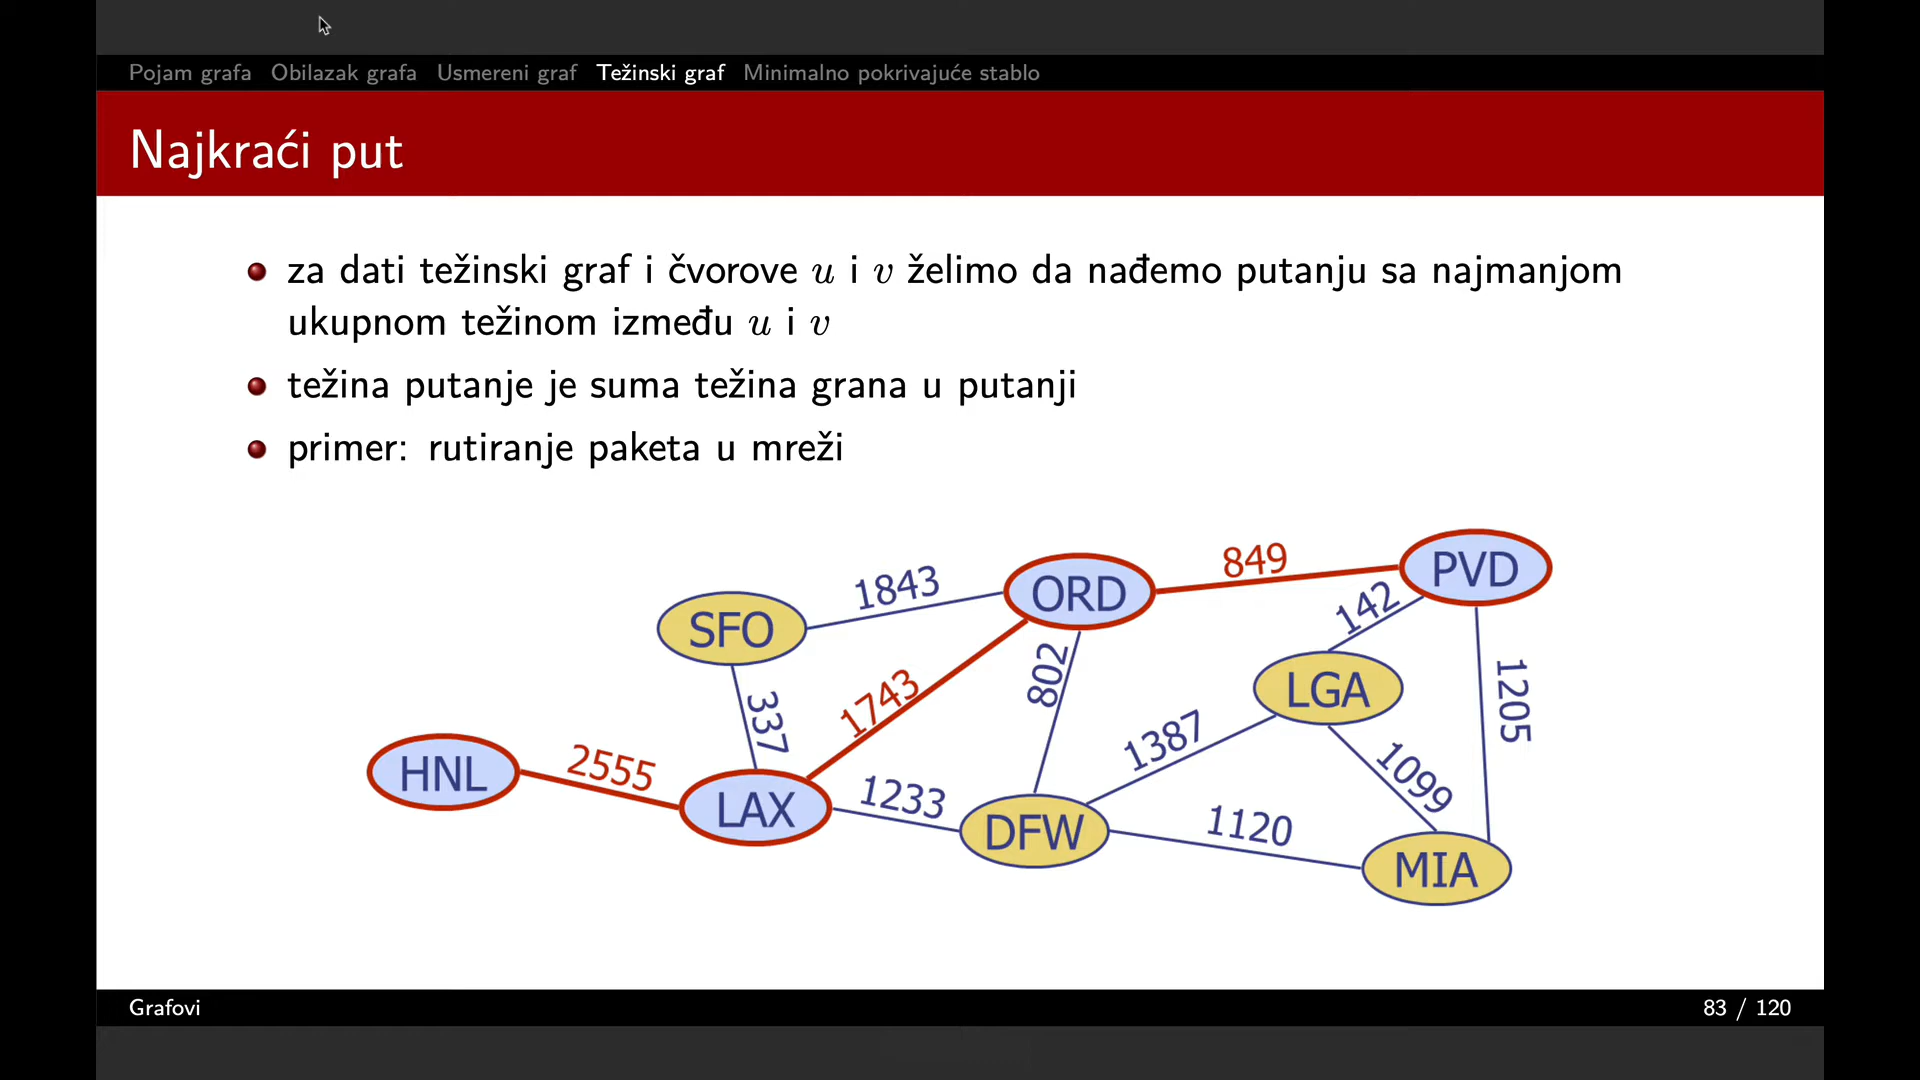 Pojam grafa Obilazak grafa Usmereni graf Težinski graf Minimalno pokrivajuće stablo
Najkraći put
za dati težinski graf i čvorove u i v želimo da nađemo putanju sa najmanjom
ukupnom težinom između u i v
težina putanje je suma težina grana u putanji
primer: rutiranje paketa u mreži
849
PVD
1843
ORD
142
SFO
802
LGA
1205
337
1743
1387
HNL
2555
1099
LAX
1233
DFW
1120
MIA
Grafovi
83 / 120